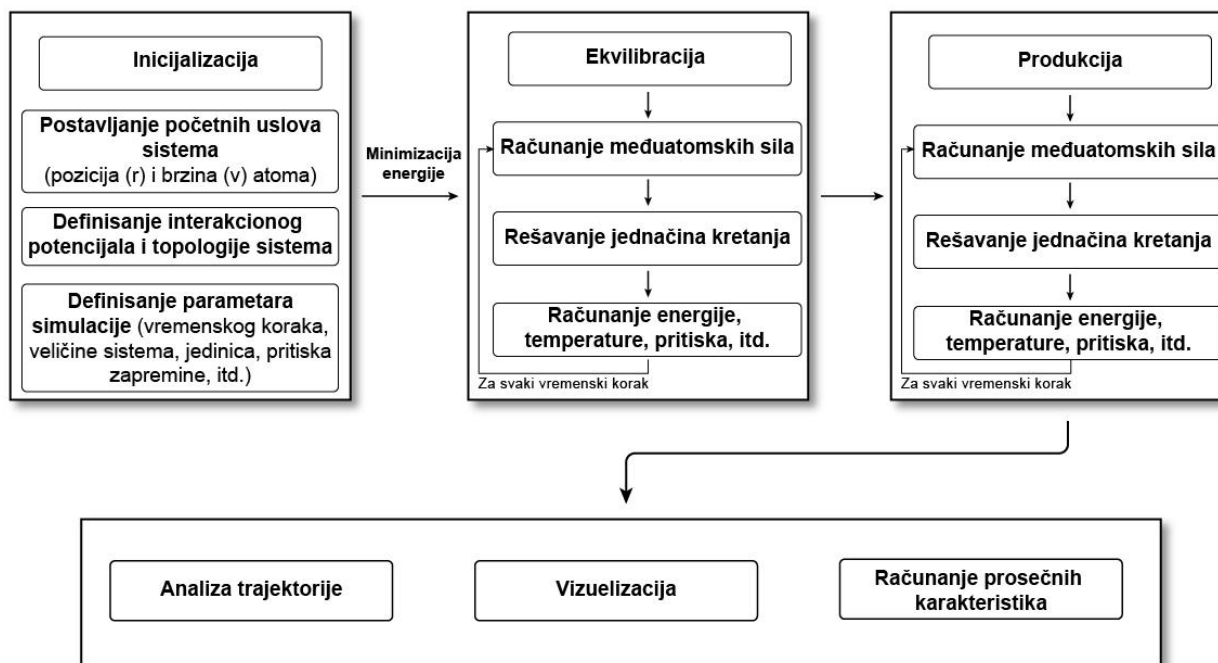 Inicijalizacija
Postavljanje početnih uslova
sistema
(pozicija (r) i brzina (v) atoma)
Definisanje interakcionog
potencijala i topologije sistema
Definisanje parametara
simulacije (vremenskog koraka,
veličine sistema, jedinica, pritiska
zapremine, itd.)
Minimizacija
energije
Ekvilibracija
Računanje međuatomskih sila
Rešavanje jednačina kretanja
Računanje energije,
temperature, pritiska, itd.
Za svaki vremenski korak
Produkcija
Računanje međuatomskih sila
Rešavanje jednačina kretanja
Računanje energije,
temperature, pritiska, itd.
Za svaki vremenski korak
Analiza trajektorije
Vizuelizacija
Računanje prosečnih
karakteristika